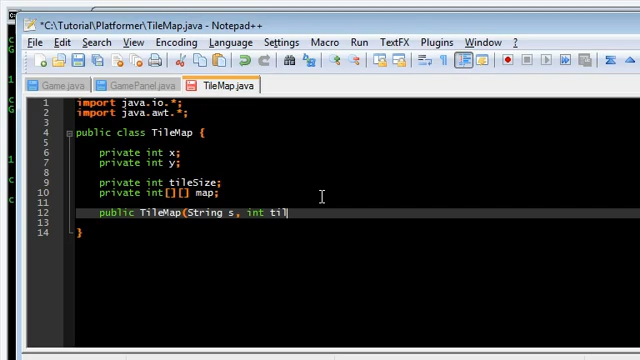 *C:\Tutorial\Platformer\TileMap.java - Notepad++
File Edit Search View Encoding Language Settings Macro Run TextFX Plugins Window ?
Game.java GamePanel.java TileMap.java
1 import java.io.*;
2 import java.awt.*;
3
4 public class TileMap {
5
6 private int x;
7 private int y;
8
9 private int tileSize;
10 private int[][] map;
11
12 public TileMap(String s, int til
13
14 }